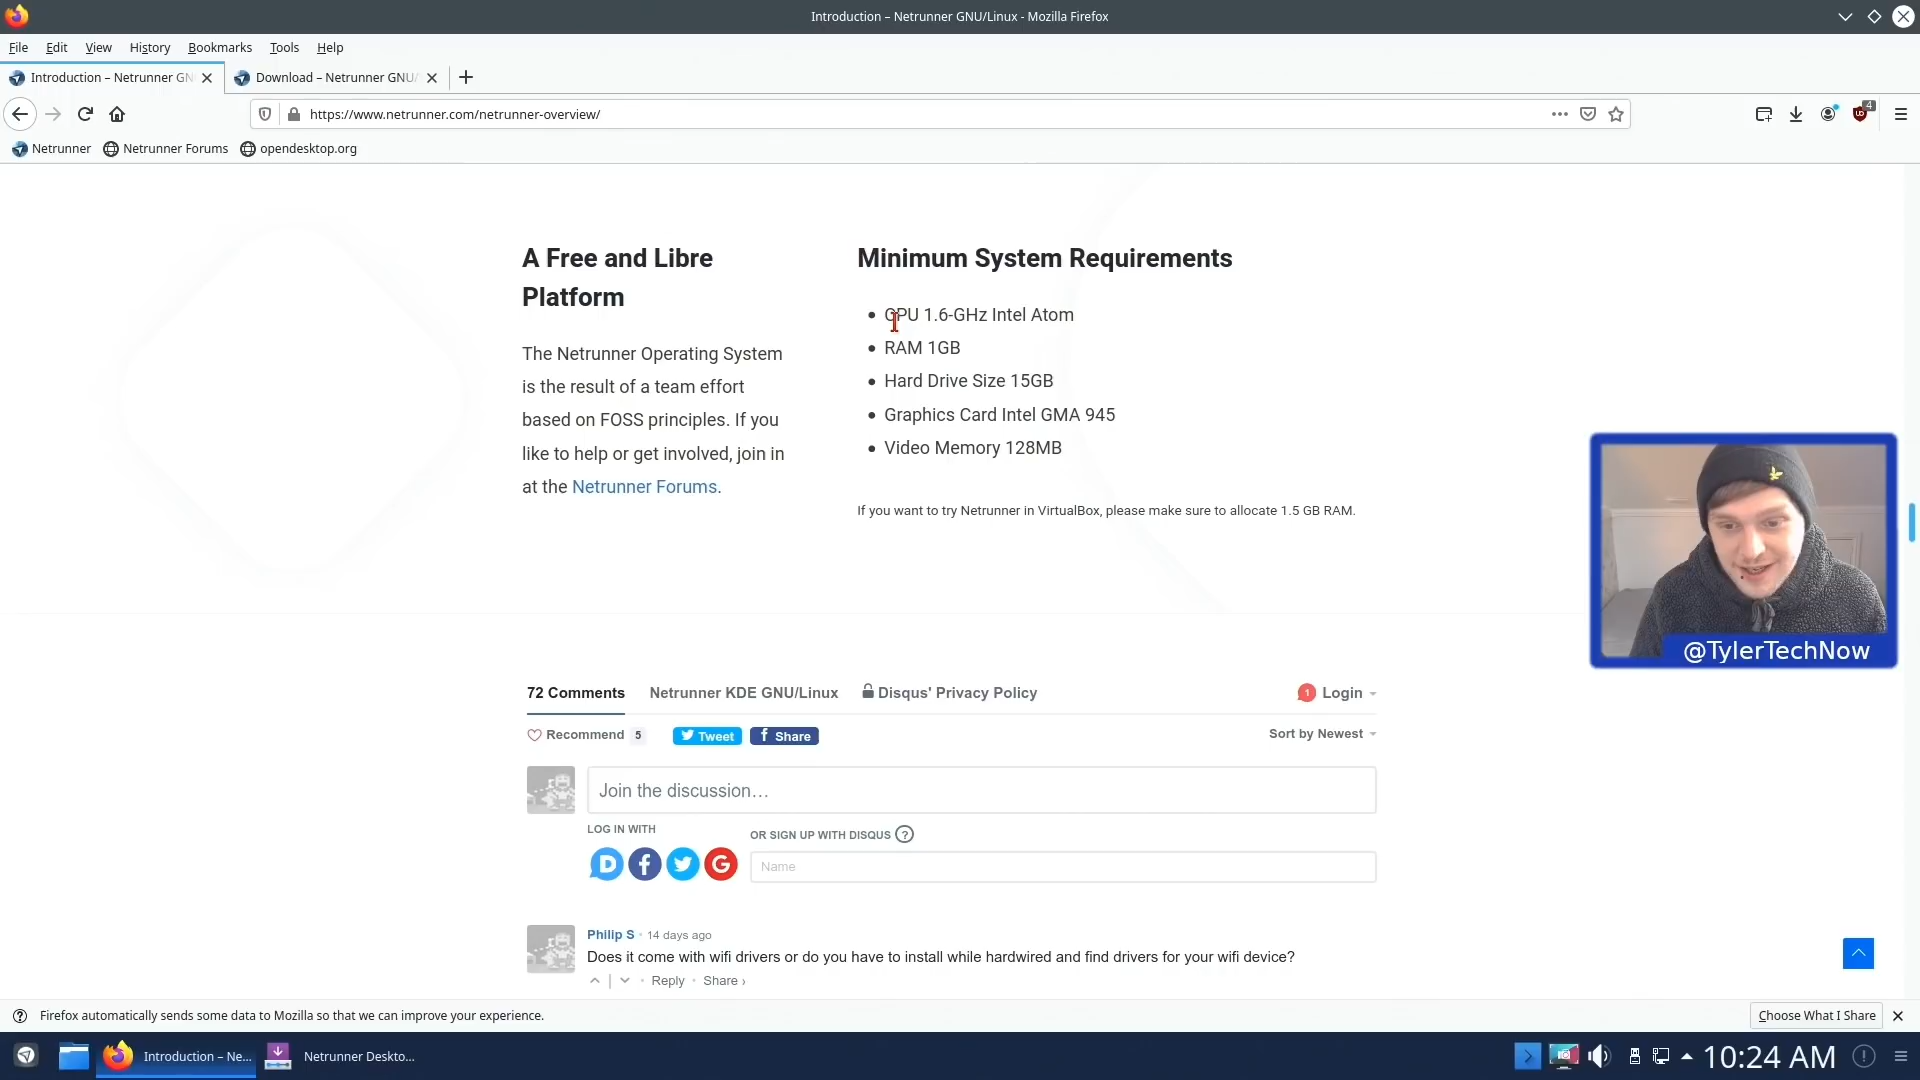 Introduction – Netrunner GNU/Linux - Mozilla Firefox
File Edit View History Bookmarks Tools Help
Introduction – Netrunner GN
Download – Netrunner GNU/
https://www.netrunner.com/netrunner-overview/
4
Netrunner
Netrunner Forums
opendesktop.org
A Free and Libre
Platform
The Netrunner Operating System
is the result of a team effort
based on FOSS principles. If you
like to help or get involved, join in
at the Netrunner Forums.
Minimum System Requirements
CPU 1.6-GHz Intel Atom
RAM 1GB
Hard Drive Size 15GB
Graphics Card Intel GMA 945
Video Memory 128MB
If you want to try Netrunner in VirtualBox, please make sure to allocate 1.5 GB RAM.
@TylerTechNow
72 Comments Netrunner KDE GNU/Linux Disqus' Privacy Policy 1 Login
Recommend 5 Tweet f Share Sort by Newest
Join the discussion…
LOG IN WITH
OR SIGN UP WITH DISQUS ?
D f G
Name
Philip S • 14 days ago
Does it come with wifi drivers or do you have to install while hardwired and find drivers for your wifi device?
• Reply • Share ›
Firefox automatically sends some data to Mozilla so that we can improve your experience.
Choose What I Share
Introduction – Ne...
Netrunner Deskto...
10:24 AM